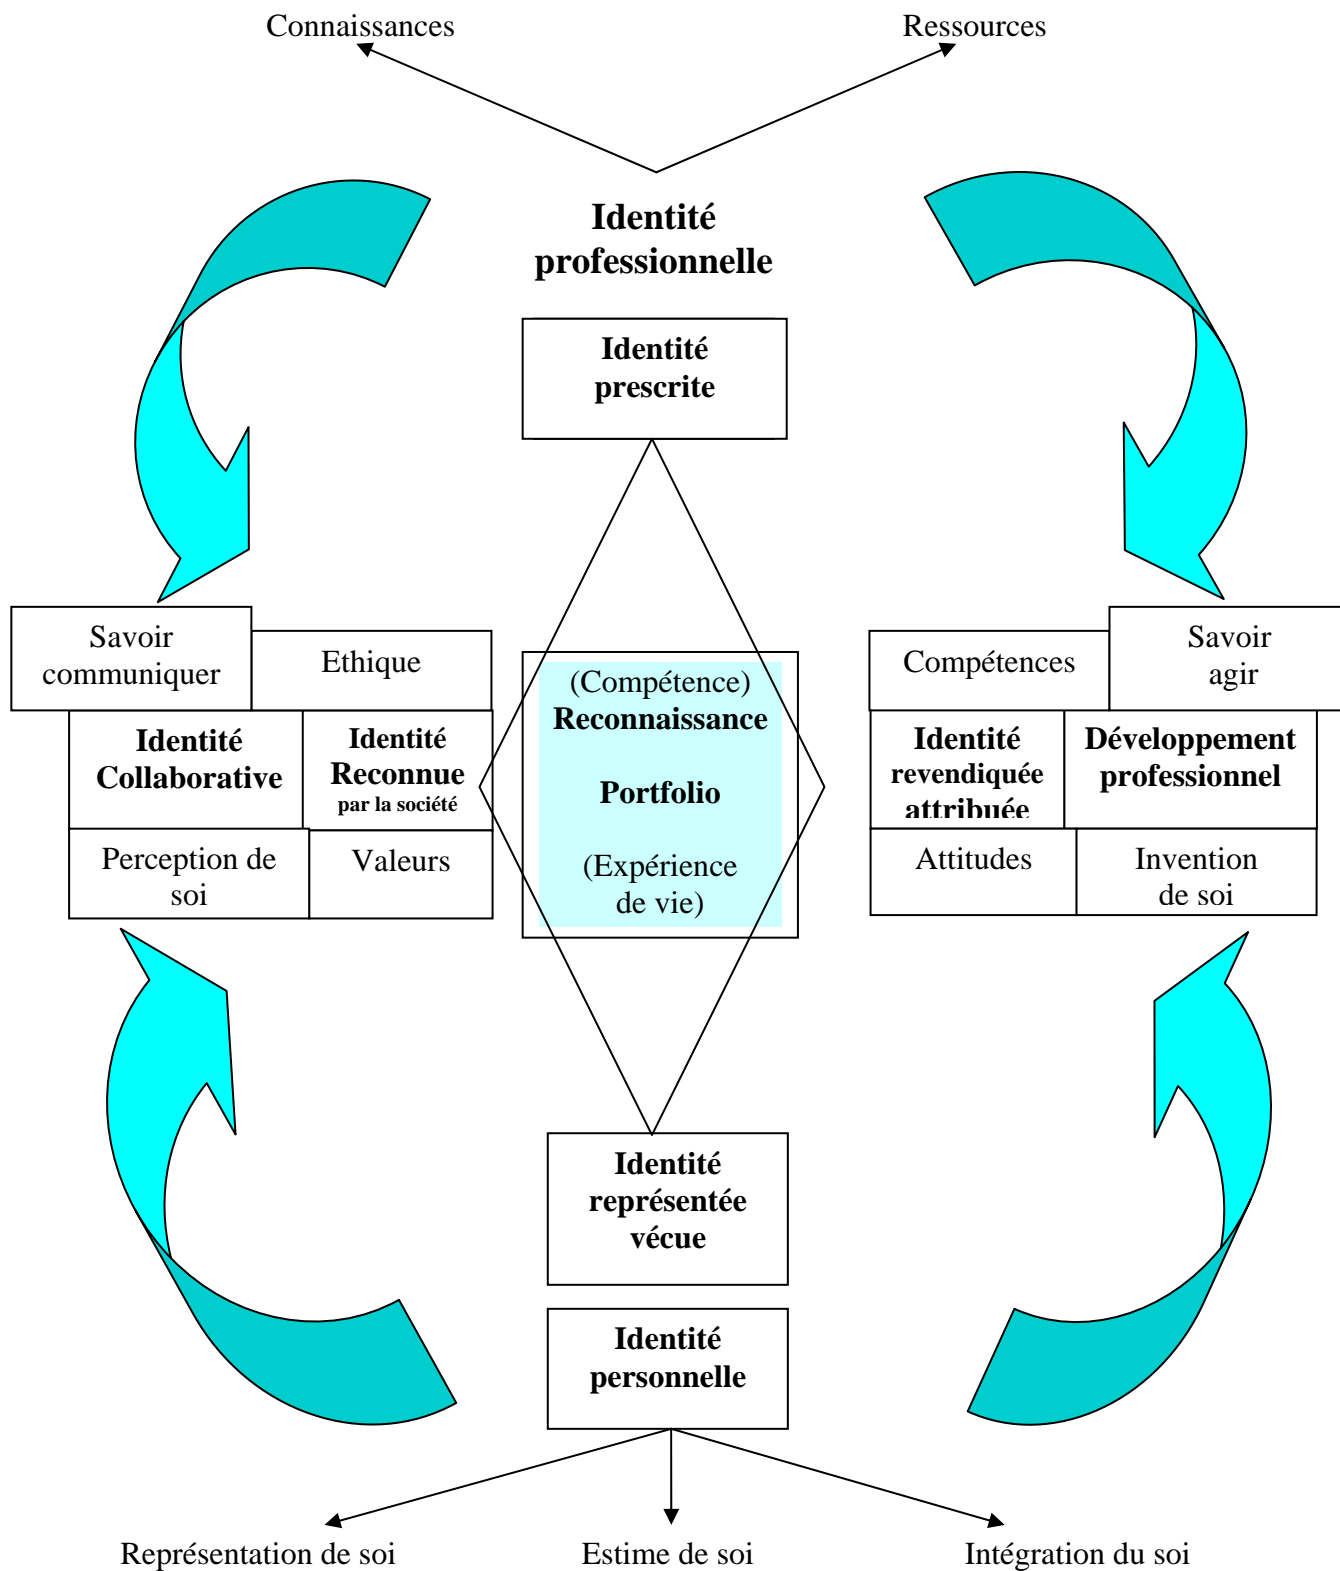 Connaissances
Ressources
Identité
professionnelle
Identité
prescrite
Savoir
communiquer
Ethique
Identité
Collaborative
Identité
Reconnue
par la société
Perception de
soi
Valeurs
(Compétence)
Reconnaissance
Portfolio
(Expérience
de vie)
Compétences
Savoir
agir
Identité
revendiquée
attribuée
Développement
professionnel
Attitudes
Invention
de soi
Identité
représentée
vécue
Identité
personnelle
Représentation de soi
Estime de soi
Intégration du soi